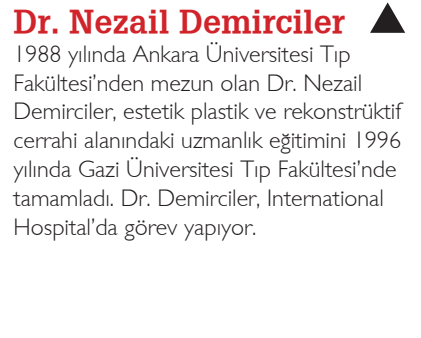 Dr. Nezail Demirciler
1988 yılında Ankara Üniversitesi Tıp
Fakültesi'nden mezun olan Dr. Nezail
Demirciler, estetik plastik ve rekonstrüktif
cerrahi alanındaki uzmanlık eğitimini 1996
yılında Gazi Üniversitesi Tıp Fakültesi'nde
tamamladı. Dr. Demirciler, International
Hospital'da görev yapıyor.